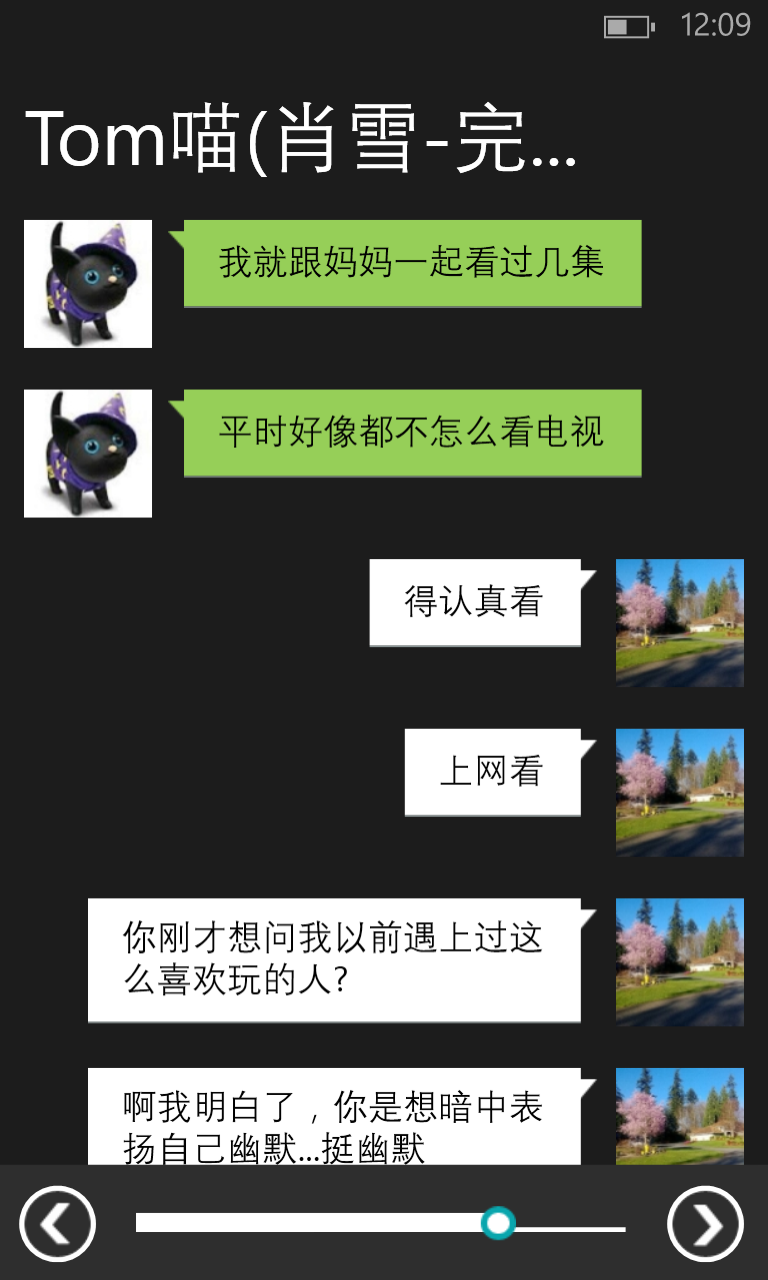 12:09
Tom喵(肖雪-完...
我就跟妈妈一起看过几集
平时好像都不怎么看电视
得认真看
上网看
你刚才想问我以前遇上过这
么喜欢玩的人?
啊我明白了，你是想暗中表
扬自己幽默...挺幽默